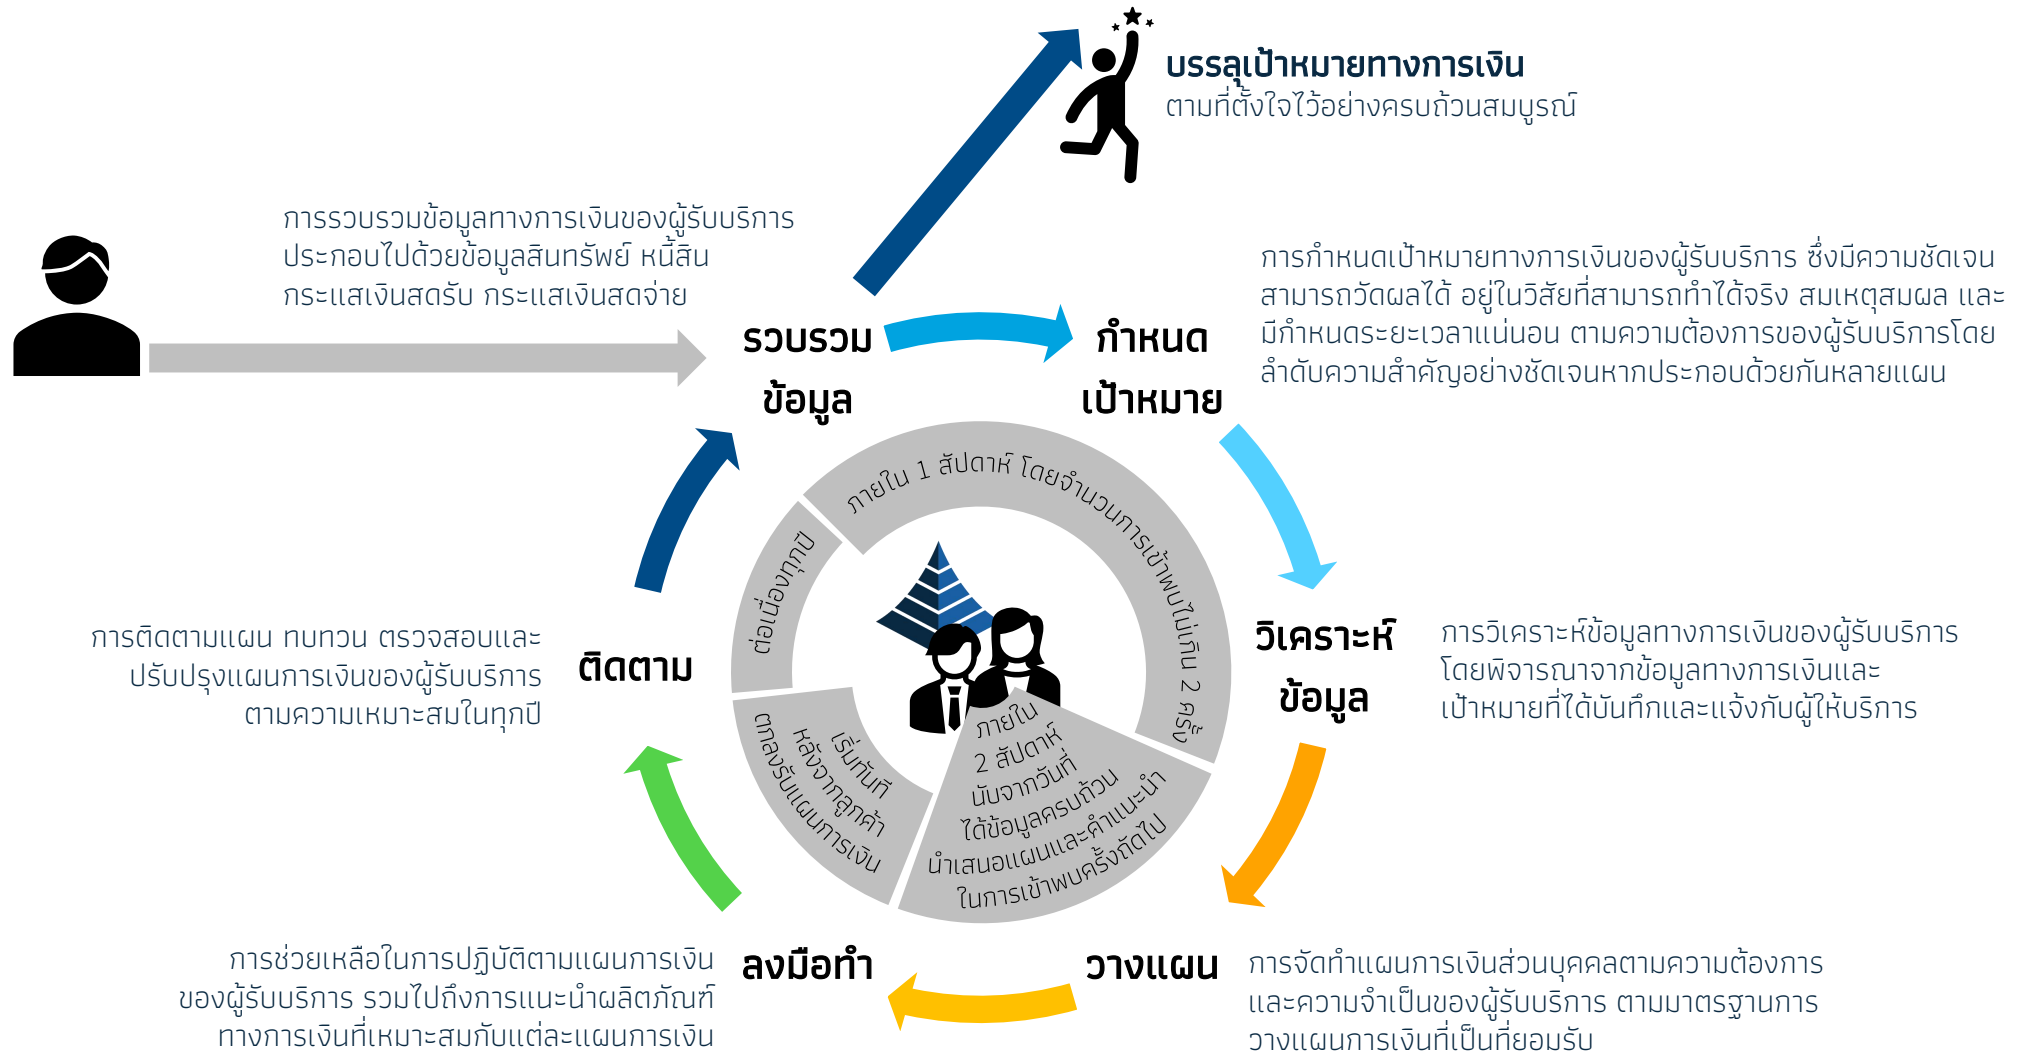 บรรลุเป้าหมายทางการเงิน
ตามที่ตั้งใจไว้อย่างครบถ้วนสมบูรณ์
การรวบรวมข้อมูลทางการเงินของผู้รับบริการ
ประกอบไปด้วยข้อมูลสินทรัพย์ หนี้สิน
กระแสเงินสดรับ กระแสเงินสดจ่าย
รวบรวม
ข้อมูล
กำหนด
เป้าหมาย
การกำหนดเป้าหมายทางการเงินของผู้รับบริการ ซึ่งมีความชัดเจน
สามารถวัดผลได้ อยู่ในวิสัยที่สามารถทำได้จริง สมเหตุสมผล และ
มีกำหนดระยะเวลาแน่นอน ตามความต้องการของผู้รับบริการโดย
ลำดับความสำคัญอย่างชัดเจนหากประกอบด้วยกันหลายแผน
ภายใน 1 สัปดาห์ โดยจำนวนการเข้าพบไม่เกิน 2 ครั้ง
วิเคราะห์
ข้อมูล
การวิเคราะห์ข้อมูลทางการเงินของผู้รับบริการ
โดยพิจารณาจากข้อมูลทางการเงินและ
เป้าหมายที่ได้บันทึกและแจ้งกับผู้ให้บริการ
ภายใน
2 สัปดาห์
นับจากวันที่
ได้ข้อมูลครบถ้วน
นำเสนอแผนและคำแนะนำ
ในการเข้าพบครั้งถัดไป
วางแผน
การจัดทำแผนการเงินส่วนบุคคลตามความต้องการ
และความจำเป็นของผู้รับบริการ ตามมาตรฐานการ
วางแผนการเงินที่เป็นที่ยอมรับ
เริ่มทันที
หลังจากลูกค้า
ตกลงรับแผนการเงิน
ลงมือทำ
การช่วยเหลือในการปฏิบัติตามแผนการเงิน
ของผู้รับบริการ รวมไปถึงการแนะนำผลิตภัณฑ์
ทางการเงินที่เหมาะสมกับแต่ละแผนการเงิน
ต่อเนื่องทุกปี
ติดตาม
การติดตามแผน ทบทวน ตรวจสอบและ
ปรับปรุงแผนการเงินของผู้รับบริการ
ตามความเหมาะสมในทุกปี